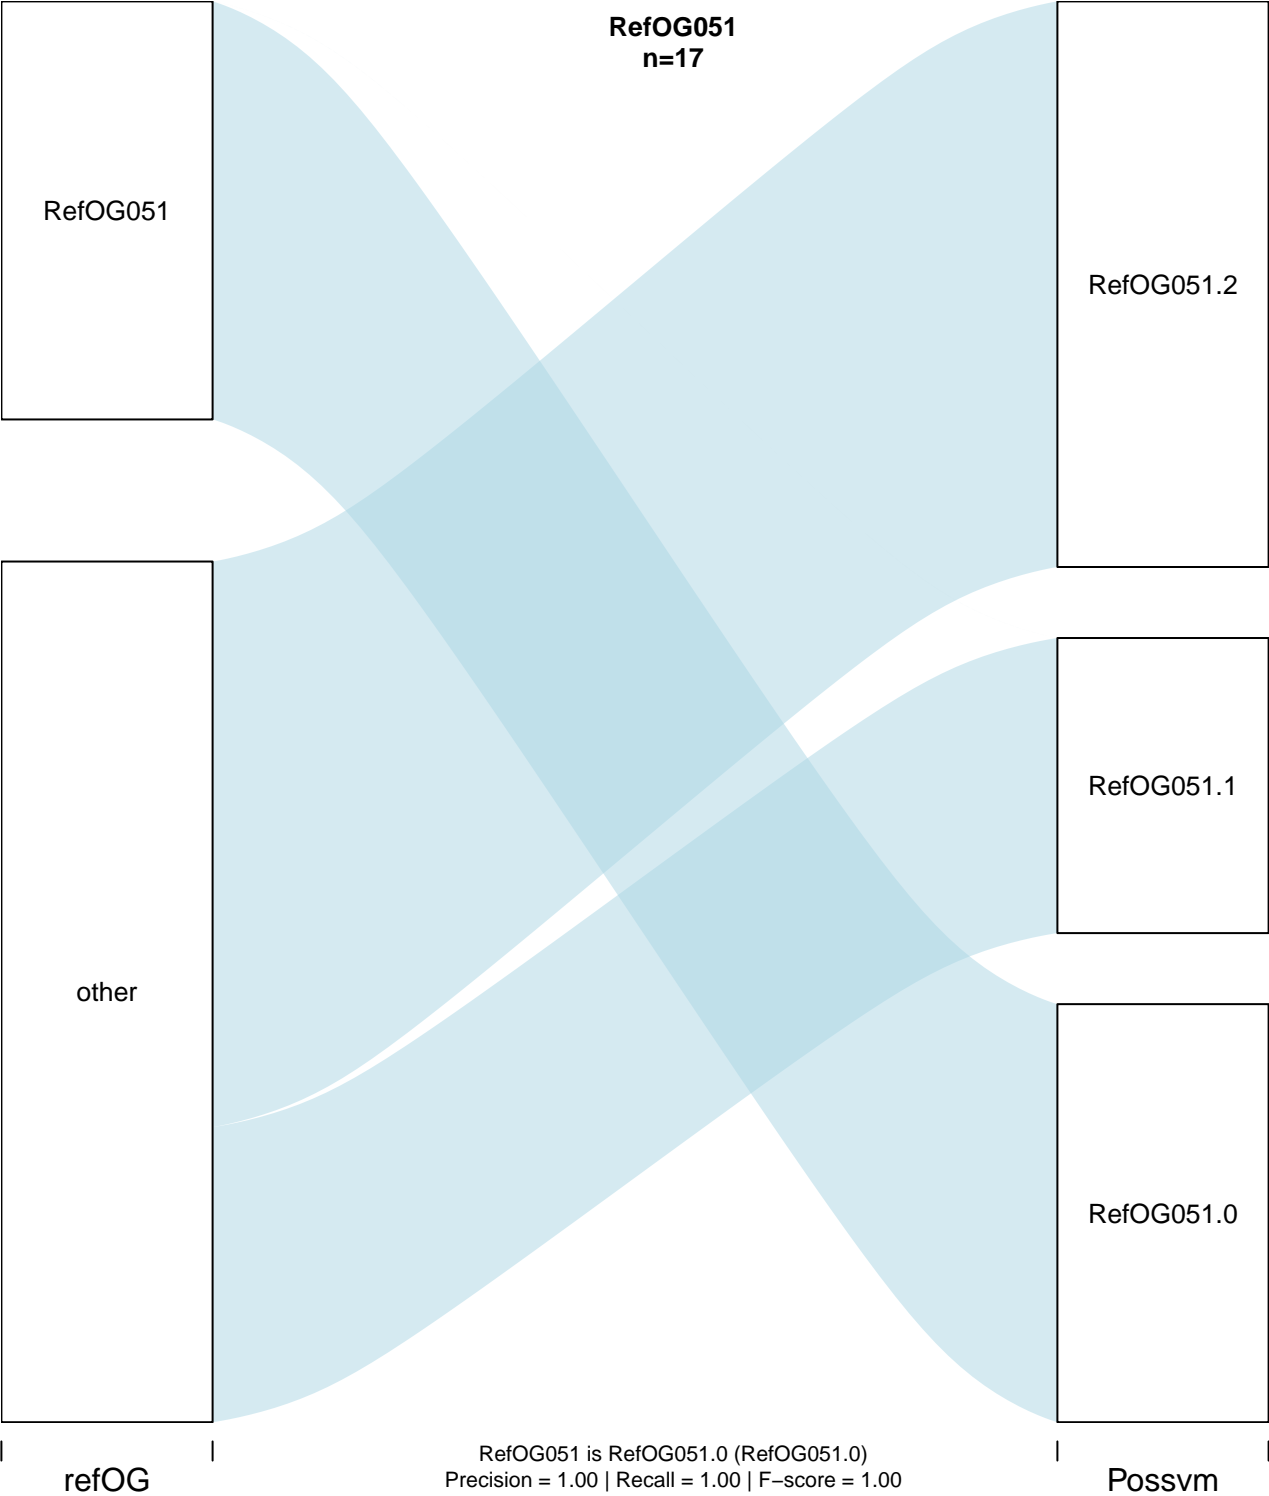 RefOG051
n=17
RefOG051
RefOG051.2
RefOG051.1
other
RefOG051.0
RefOG051 is RefOG051.0 (RefOG051.0)
Precision = 1.00 | Recall = 1.00 | F−score = 1.00
refOG
Possvm